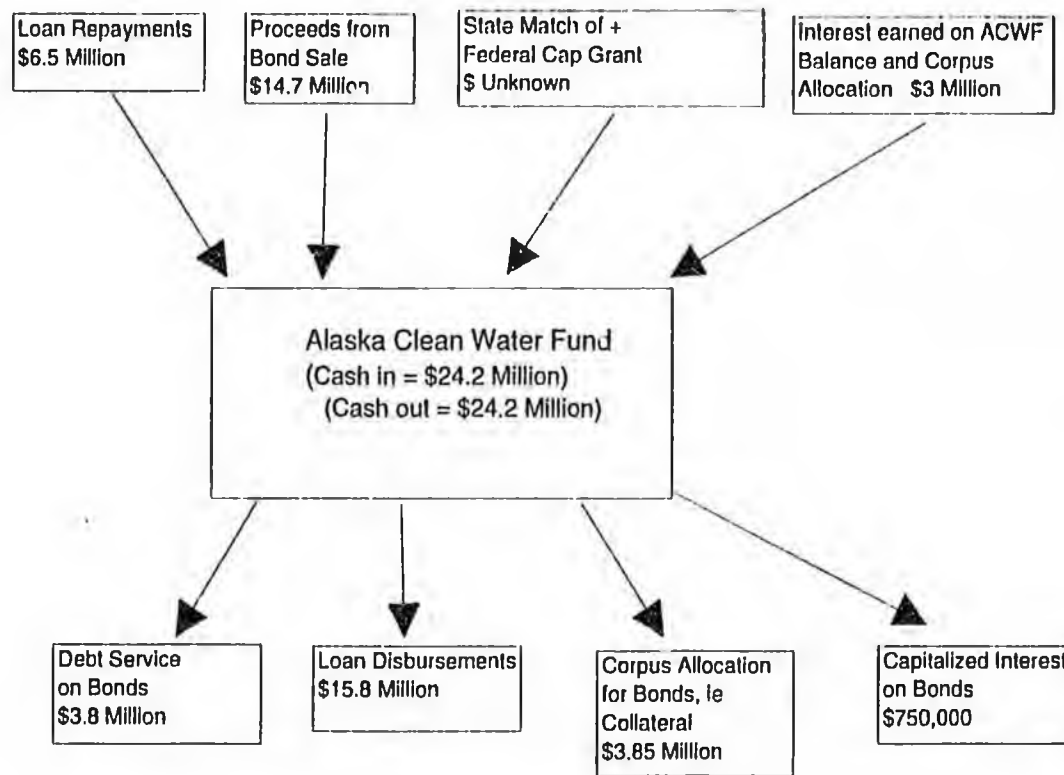 Loan Repayments
$6.5 Million
Proceeds from
Bond Sale
$14.7 Million
State Match of +
Federal Cap Grant
$ Unknown
Interest earned on ACWF
Balance and Corpus
Allocation $3 Million
Alaska Clean Water Fund
(Cash in = $24.2 Million)
(Cash out = $24.2 Million)
Debt Service
on Bonds
$3.8 Million
Loan Disbursements
$15.8 Million
Corpus Allocation
for Bonds, ie
Collateral
$3.85 Million
Capitalized Interest
on Bonds
$750,000